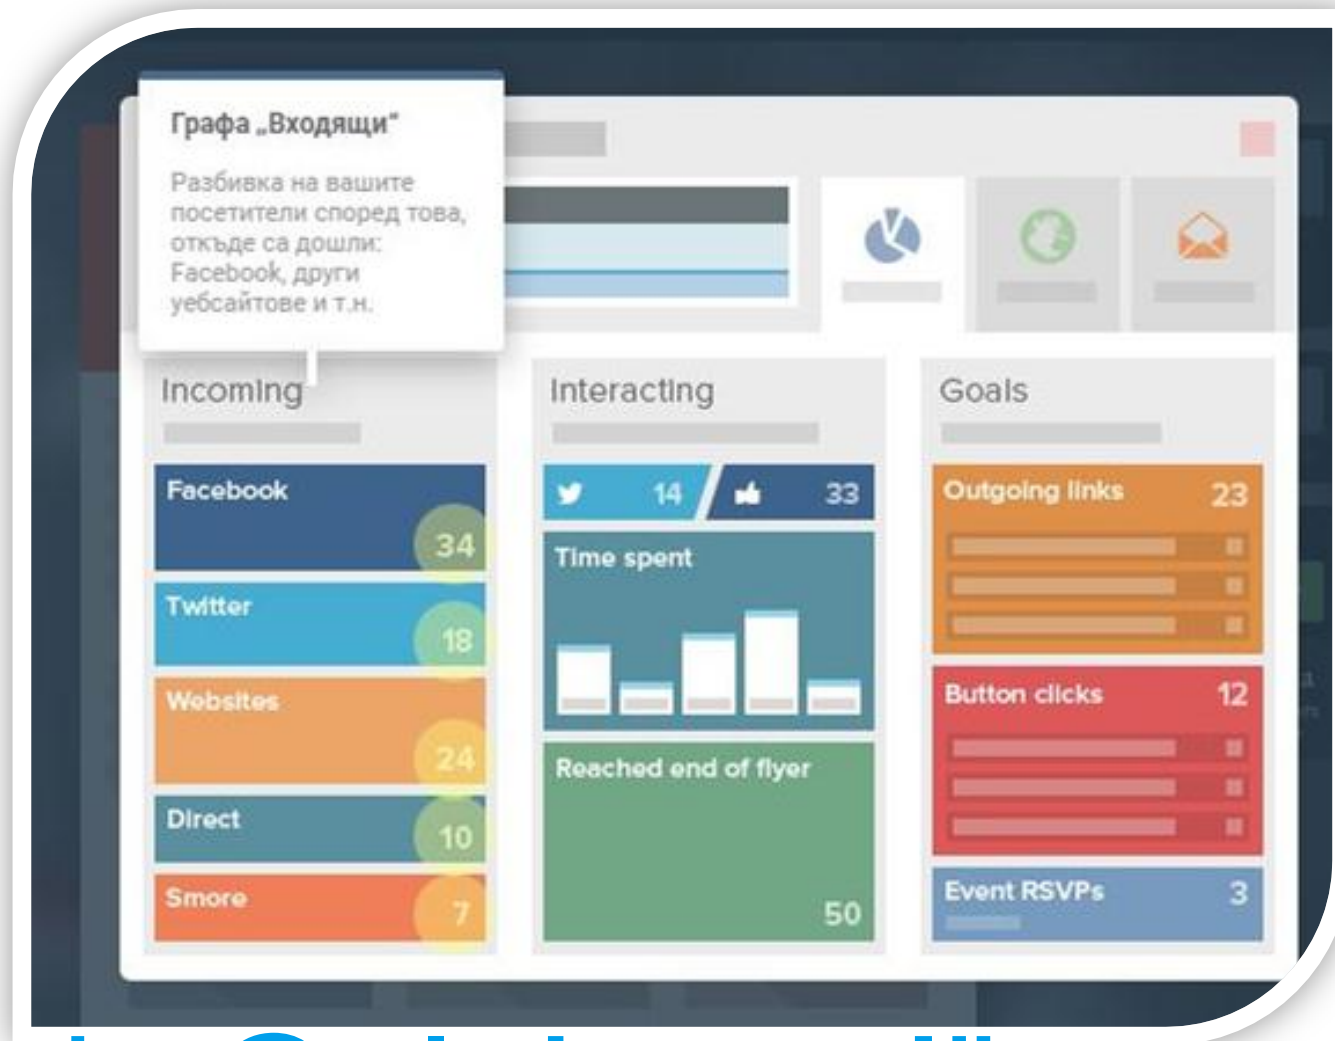 Графа „Входящи“
Разбивка на вашите
посетители според това,
откъде са дошли:
Facebook, други
уебсайтове и т.н.
Incoming
Facebook
34
Twitter
18
Websites
24
Direct
10
Smore
7
Interacting
14
33
Time spent
Reached end of flyer
50
Goals
Outgoing links
23
Button clicks
12
Event RSVPs
3